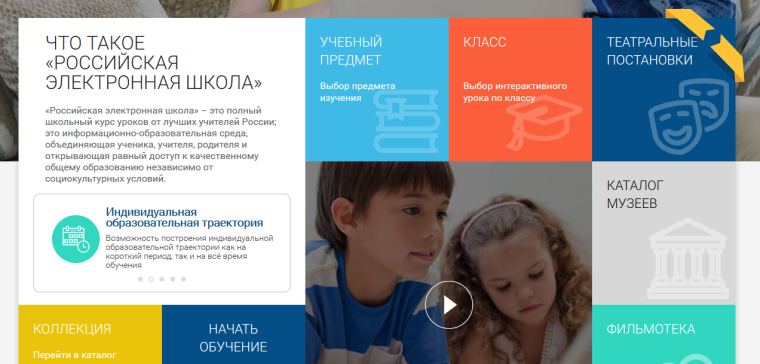 ЧТО ТАКОЕ
«РОССИЙСКАЯ
ЭЛЕКТРОННАЯ ШКОЛА»
«Российская электронная школа» – это полный
школьный курс уроков от лучших учителей России;
это информационно-образовательная среда,
объединяющая ученика, учителя, родителя и
открывающая равный доступ к качественному
общему образованию независимо от
социокультурных условий.
Индивидуальная
образовательная траектория
Возможность построения индивидуальной
образовательной траектории как на
короткий период, так и на всё время
обучения
УЧЕБНЫЙ
ПРЕДМЕТ
Выбор предмета
изучения
КЛАСС
Выбор интерактивного
урока по классу
ТЕАТРАЛЬНЫЕ
ПОСТАНОВКИ
КАТАЛОГ
МУЗЕЕВ
КОЛЛЕКЦИЯ
Перейти в каталог
НАЧАТЬ
ОБУЧЕНИЕ
ФИЛЬМОТЕКА